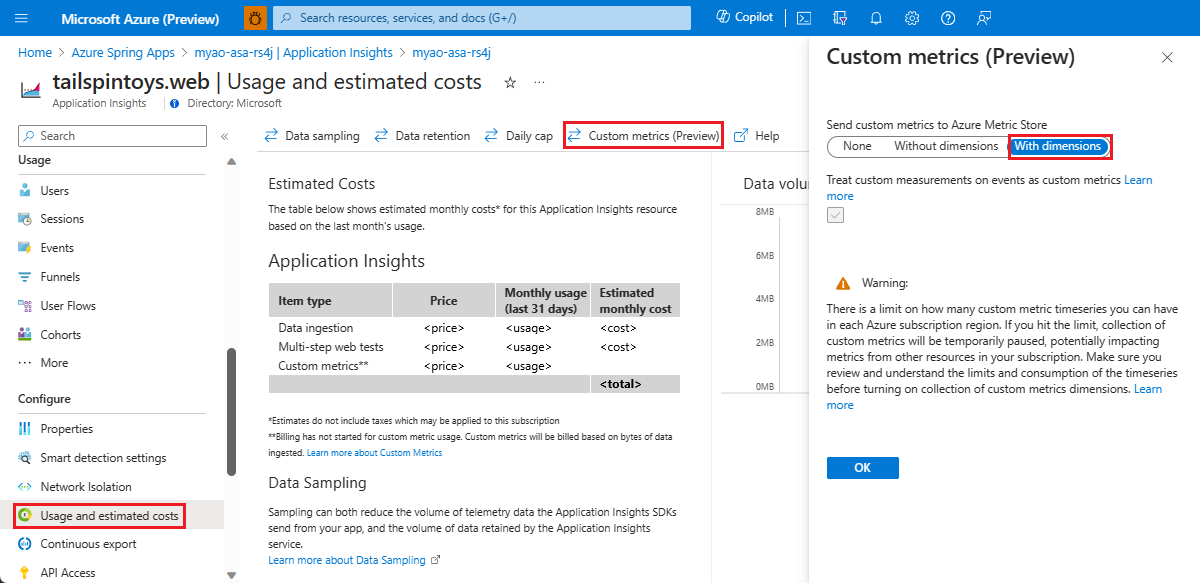 Microsoft Azure (Preview)
Search resources, services, and docs (G+/)
Copilot
Home > Azure Spring Apps > myao-asa-rs4j | Application Insights > myao-asa-rs4j
tailspintoys.web | Usage and estimated costs
Application Insights
Directory: Microsoft
Search
Usage
Users
Sessions
Events
Funnels
User Flows
Cohorts
More
Configure
Properties
Smart detection settings
Network Isolation
Usage and estimated costs
Continuous export
API Access
Data sampling
Data retention
Daily cap
Custom metrics (Preview)
Help
Estimated Costs
The table below shows estimated monthly costs* for this Application Insights resource
based on the last month's usage.
Application Insights
Item type Price Monthly usage (last 31 days) Estimated monthly cost
Data ingestion <price> <usage> <cost>
Multi-step web tests <price> <usage> <cost>
Custom metrics** <price> <usage>
<total>
*Estimates do not include taxes which may be applied to this subscription
**Billing has not started for custom metric usage. Custom metrics will be billed based on bytes of data
ingested. Learn more about Custom Metrics
Data Sampling
Sampling can both reduce the volume of telemetry data the Application Insights SDKs
send from your app, and the volume of data retained by the Application Insights
service.
Learn more about Data Sampling
Data volu
8MB
6MB
4MB
2MB
0MB
Custom metrics (Preview)
Send custom metrics to Azure Metric Store
None Without dimensions With dimensions
Treat custom measurements on events as custom metrics Learn
more
Warning:
There is a limit on how many custom metric timeseries you can have
in each Azure subscription region. If you hit the limit, collection of
custom metrics will be temporarily paused, potentially impacting
metrics from other resources in your subscription. Make sure you
review and understand the limits and consumption of the timeseries
before turning on collection of custom metrics dimensions. Learn
more
OK